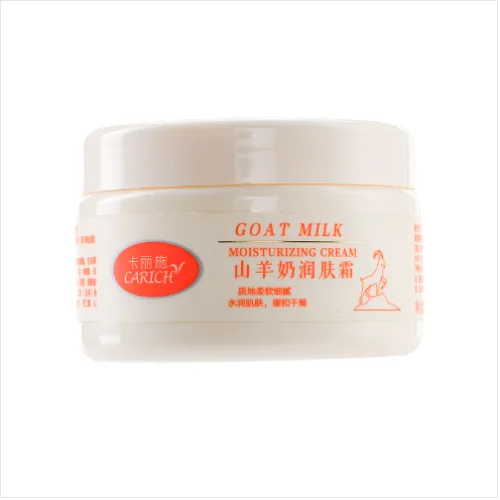 卡丽施
CARICH
GOAT MILK
MOISTURIZING CREAM
山羊奶润肤霜
质地柔软细腻
水润肌肤,缓和干燥